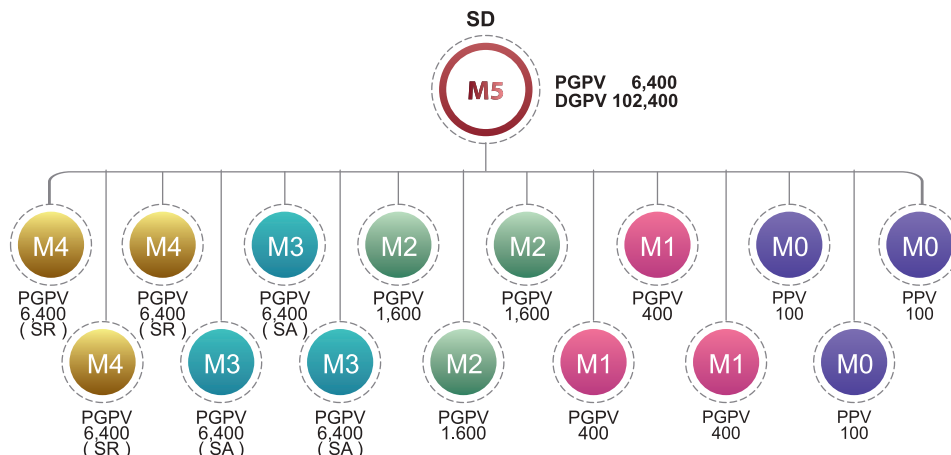 SD
M5
PGPV 6,400
DGPV 102,400
M4
M4
M3
M2
M2
M1
M0
M0
PGPV
6,400
( SR )
PGPV
6,400
( SR )
PGPV
6,400
( SA )
PGPV
1,600
PGPV
1,600
PGPV
400
PPV
100
PPV
100
M4
M3
M3
M2
M1
M1
M0
PGPV
6,400
( SR )
PGPV
6,400
( SA )
PGPV
6,400
( SA )
PGPV
1.600
PGPV
400
PGPV
400
PPV
100